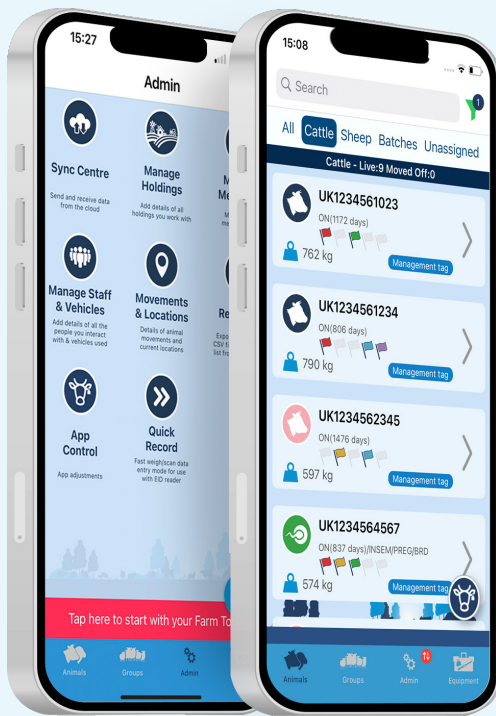 15:27
Admin
Sync Centre
Send and receive data
from the cloud
Manage
Holdings
Add details of all
holdings you work with
Manage Staff
& Vehicles
Add details of all the
people you interact
with & vehicles used
Movements
& Locations
Details of animal
movements and
current locations
App
Control
App adjustments
Quick
Record
Fast weigh/scan data
entry mode for use
with EID reader
Tap here to start with your Farm To
Animals
Groups
Admin
15:08
Search
1
All Cattle Sheep Batches Unassigned
Cattle - Live:9 Moved Off:0
UK1234561023
ON(1172 days)
762 kg
Management tag
UK1234561234
ON(806 days)
790 kg
Management tag
UK1234562345
ON(1476 days)
597 kg
Management tag
UK1234564567
ON(837 days)/INSEM/PREG/BRD
574 kg
Management tag
Animals
Groups
Admin
Equipment